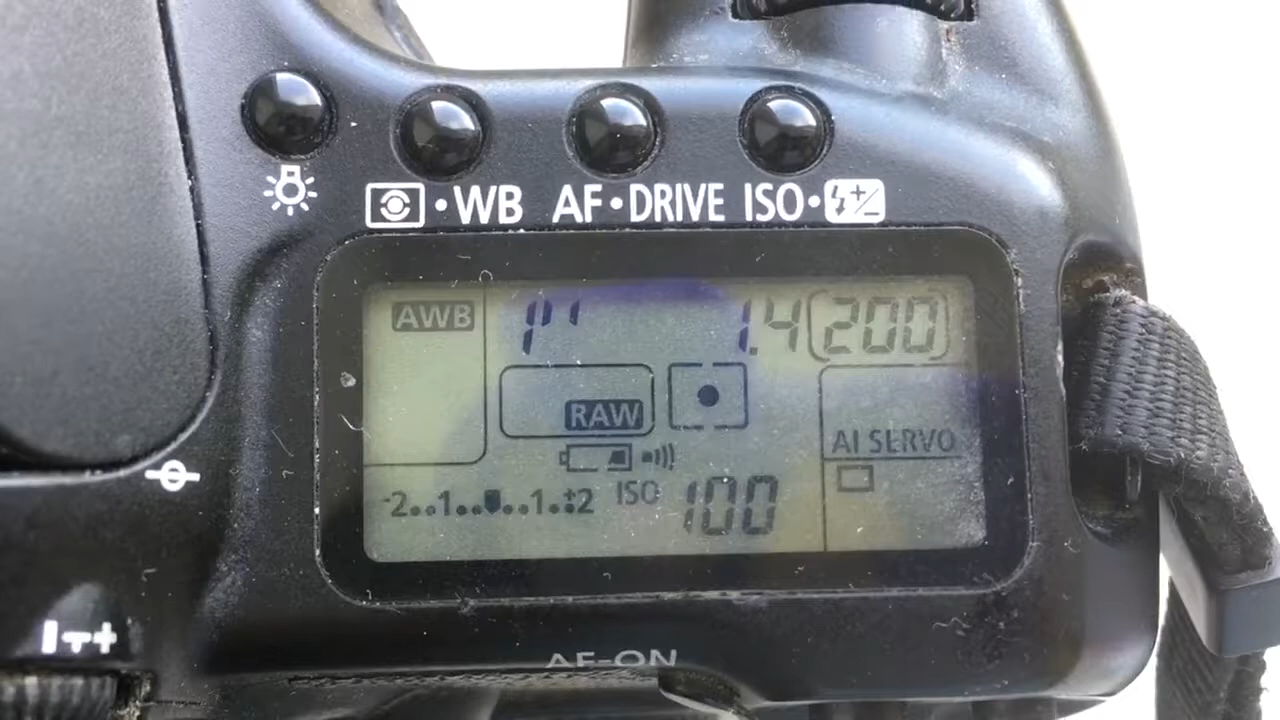 WB AF•DRIVE ISO•
AWB 1" 1.4 (200)
RAW
AI SERVO
-2..1..▼..1..+2 ISO 100
AF-ON